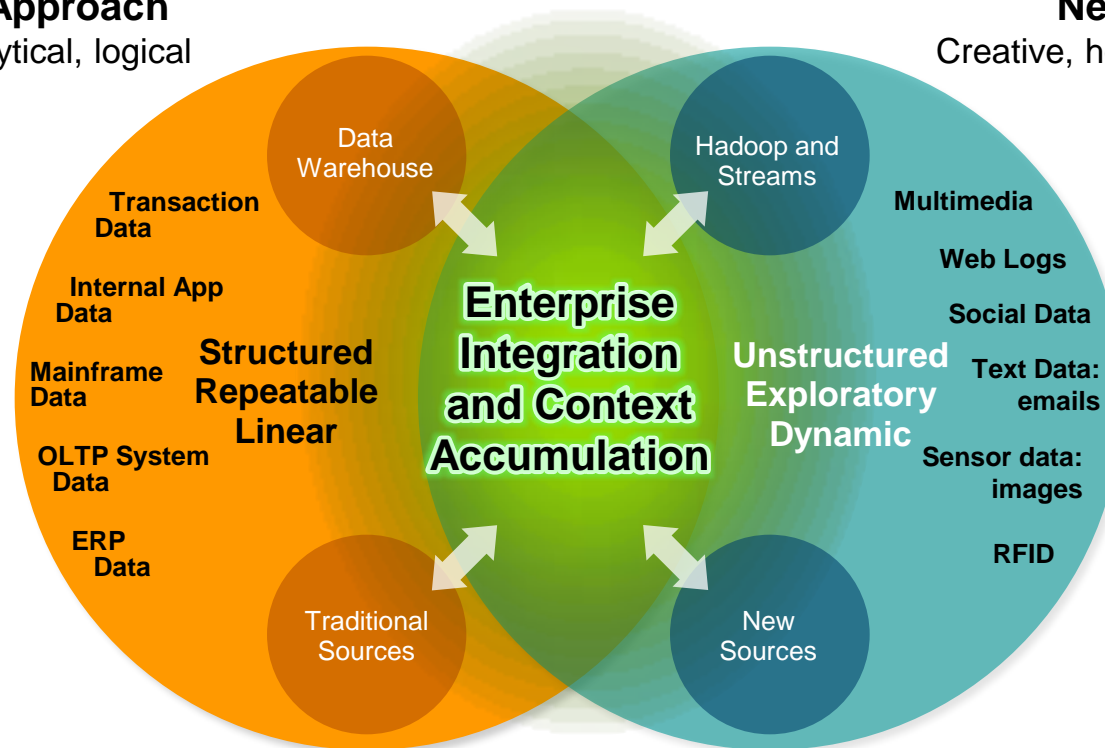 Approach
ytical, logical
Ne
Creative, h
Data
Warehouse
Hadoop and
Streams
Transaction
Data
Internal App
Data
Mainframe
Data
OLTP System
Data
ERP
Data
Structured
Repeatable
Linear
Enterprise
Integration
and Context
Accumulation
Unstructured
Exploratory
Dynamic
Multimedia
Web Logs
Social Data
Text Data:
emails
Sensor data:
images
RFID
Traditional
Sources
New
Sources